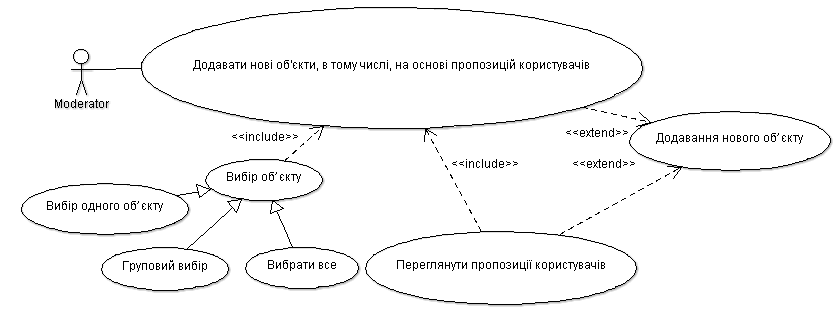 Додавати нові об'єкти, в тому числі, на основі пропозицій користувачів
Moderator
<<include>>
<<extend>>
Додавання нового об'єкту
<<include>>
<<extend>>
Вибір об'єкту
Вибір одного об'єкту
Груповий вибір
Вибрати все
Переглянути пропозиції користувачів